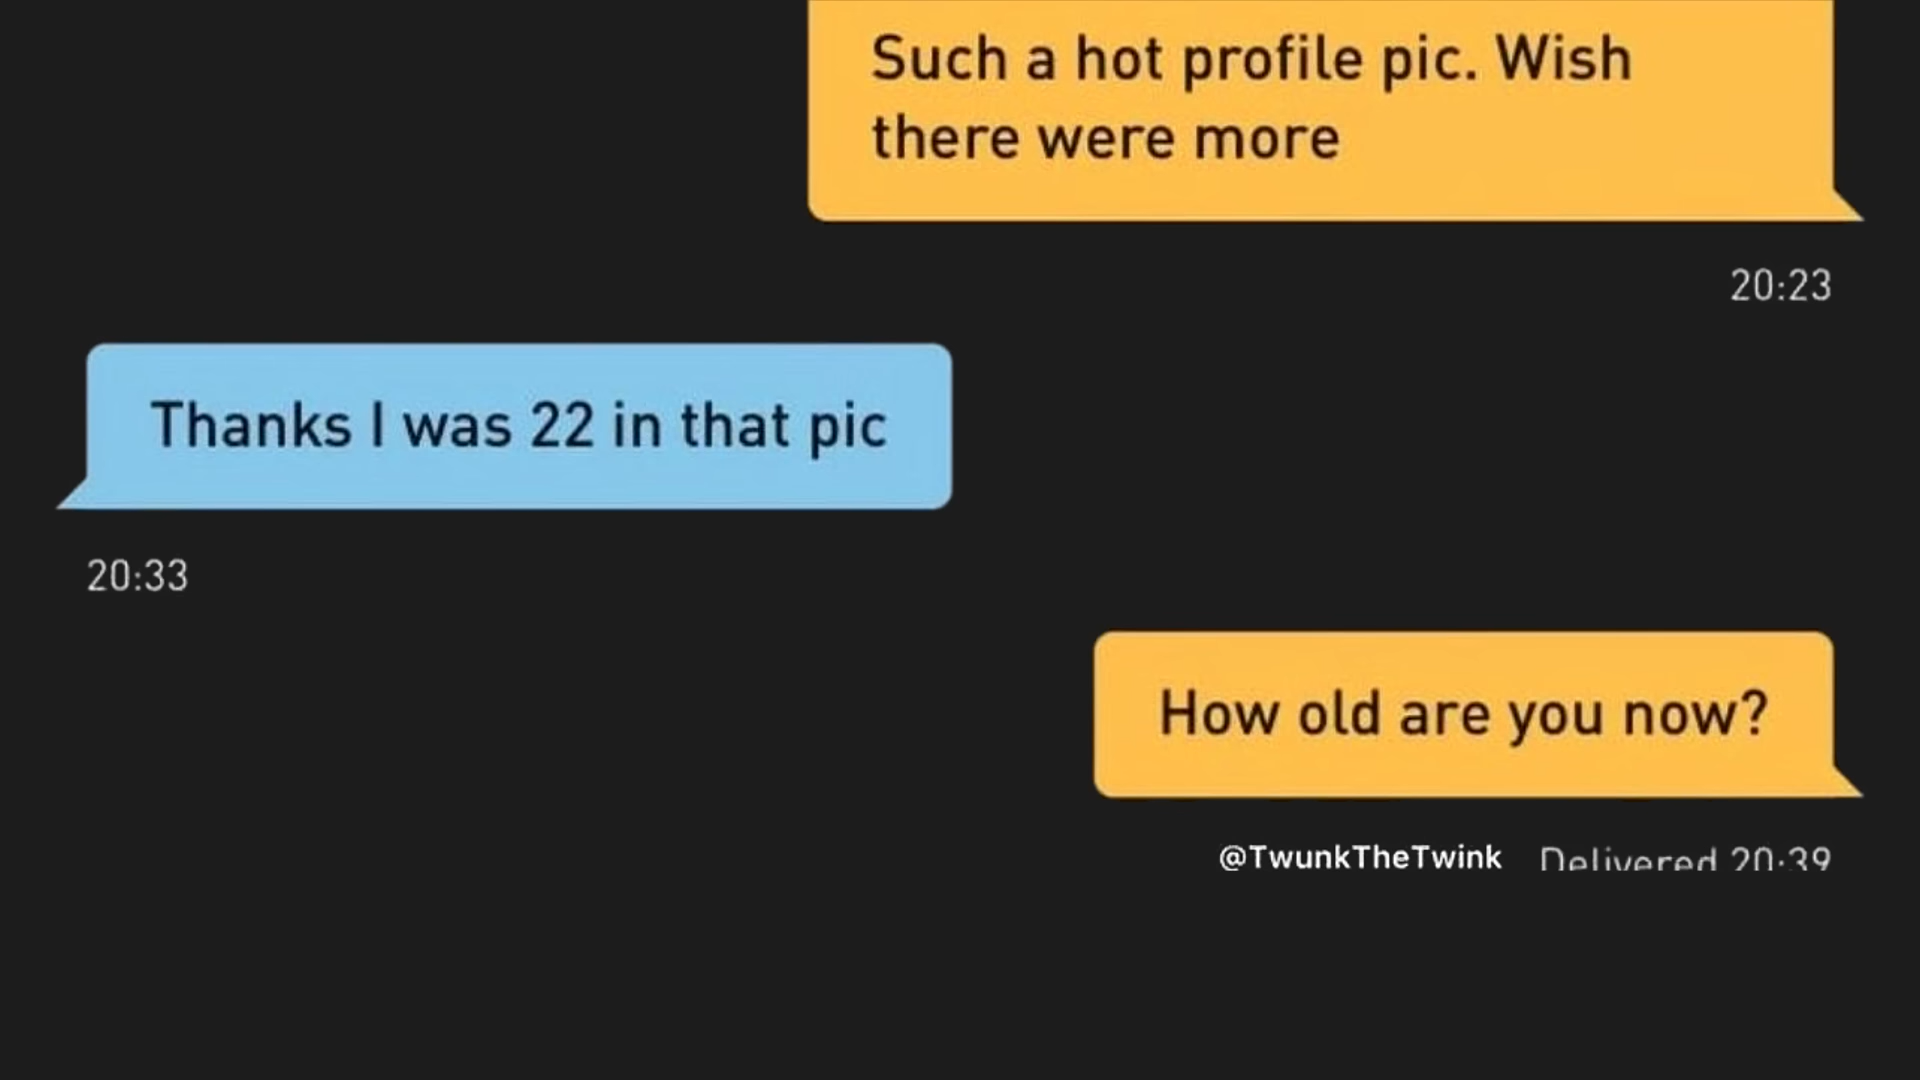 Such a hot profile pic. Wish
there were more
20:23
Thanks I was 22 in that pic
20:33
How old are you now?
@TwunkTheTwink Delivered 20:39